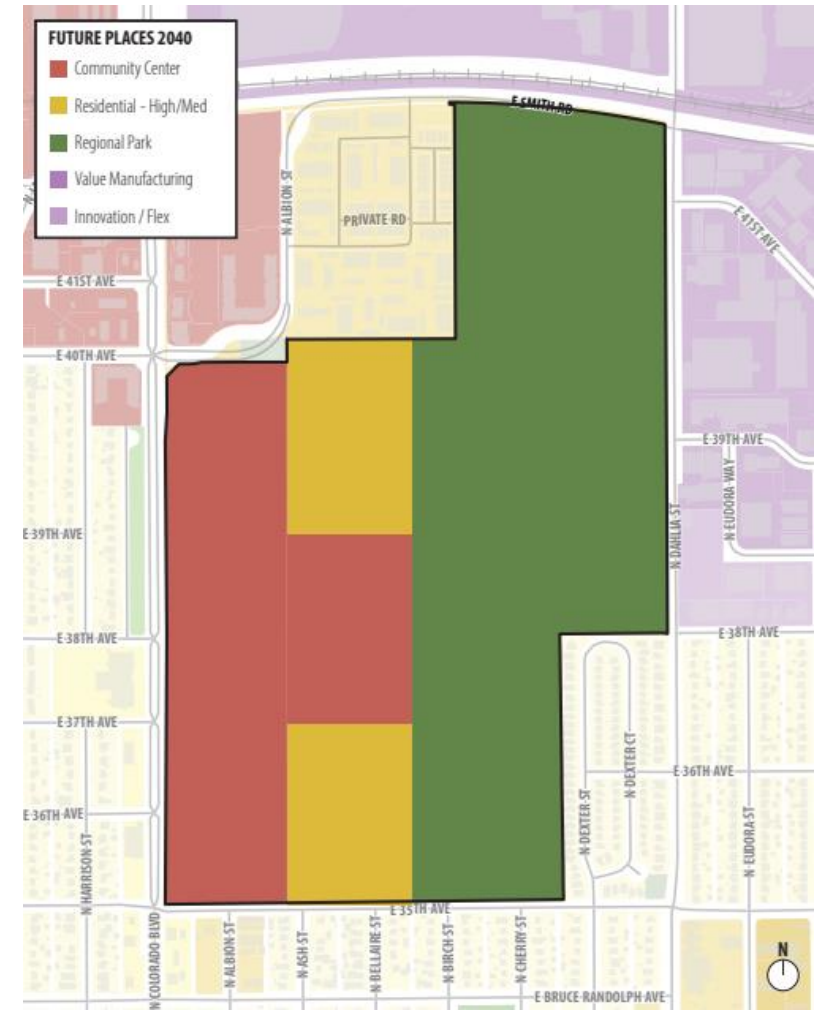 FUTURE PLACES 2040
Community Center
Residential - High/Med
Regional Park
Value Manufacturing
Innovation / Flex
E SMITH RD
N ALBION ST
PRIVATE RD
E 41ST AVE
E 41ST AVE
E 40TH AVE
E 39TH AVE
N EUDORA WAY
E 39TH AVE
N DAHLIA ST
E 38TH AVE
E 38TH AVE
E 37TH AVE
N DEXTER CT
E 36TH AVE
N DEXTER ST
E 36TH AVE
N EUDORA ST
N HARRISON ST
E 35TH AVE
N COLORADO BLVD
N ALBION ST
N ASH ST
N BELLAIRE ST
N BIRCH ST
N CHERRY ST
N
E BRUCE RANDOLPH AVE